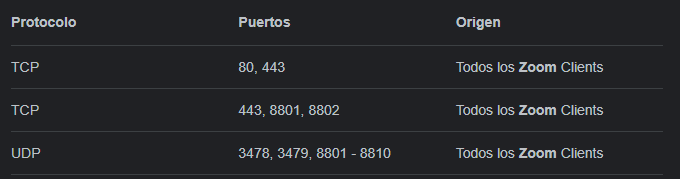 Protocolo Puertos Origen
TCP 80, 443 Todos los Zoom Clients
TCP 443, 8801, 8802 Todos los Zoom Clients
UDP 3478, 3479, 8801 - 8810 Todos los Zoom Clients